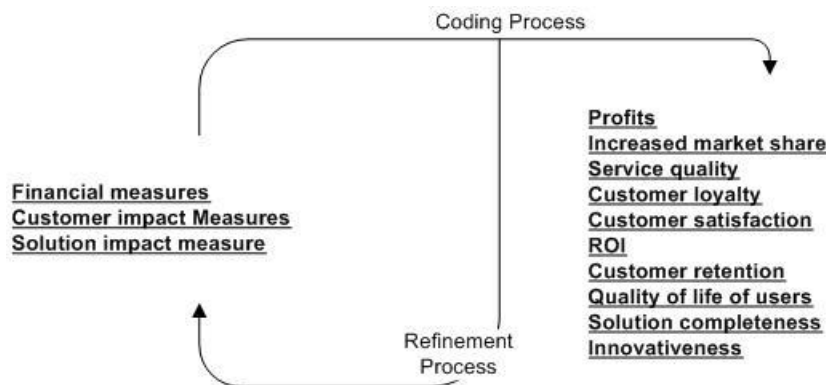 Coding Process
Financial measures
Customer impact Measures
Solution impact measure
Profits
Increased market share
Service quality
Customer loyalty
Customer satisfaction
ROI
Customer retention
Quality of life of users
Solution completeness
Innovativeness
Refinement
Process